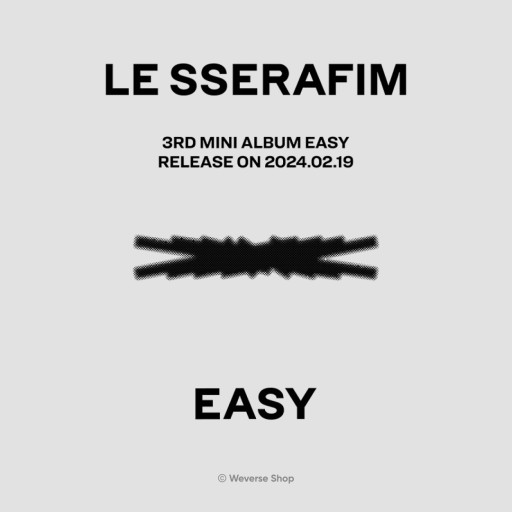 LE SSERAFIM
3RD MINI ALBUM EASY
RELEASE ON 2024.02.19
EASY
© Weverse Shop